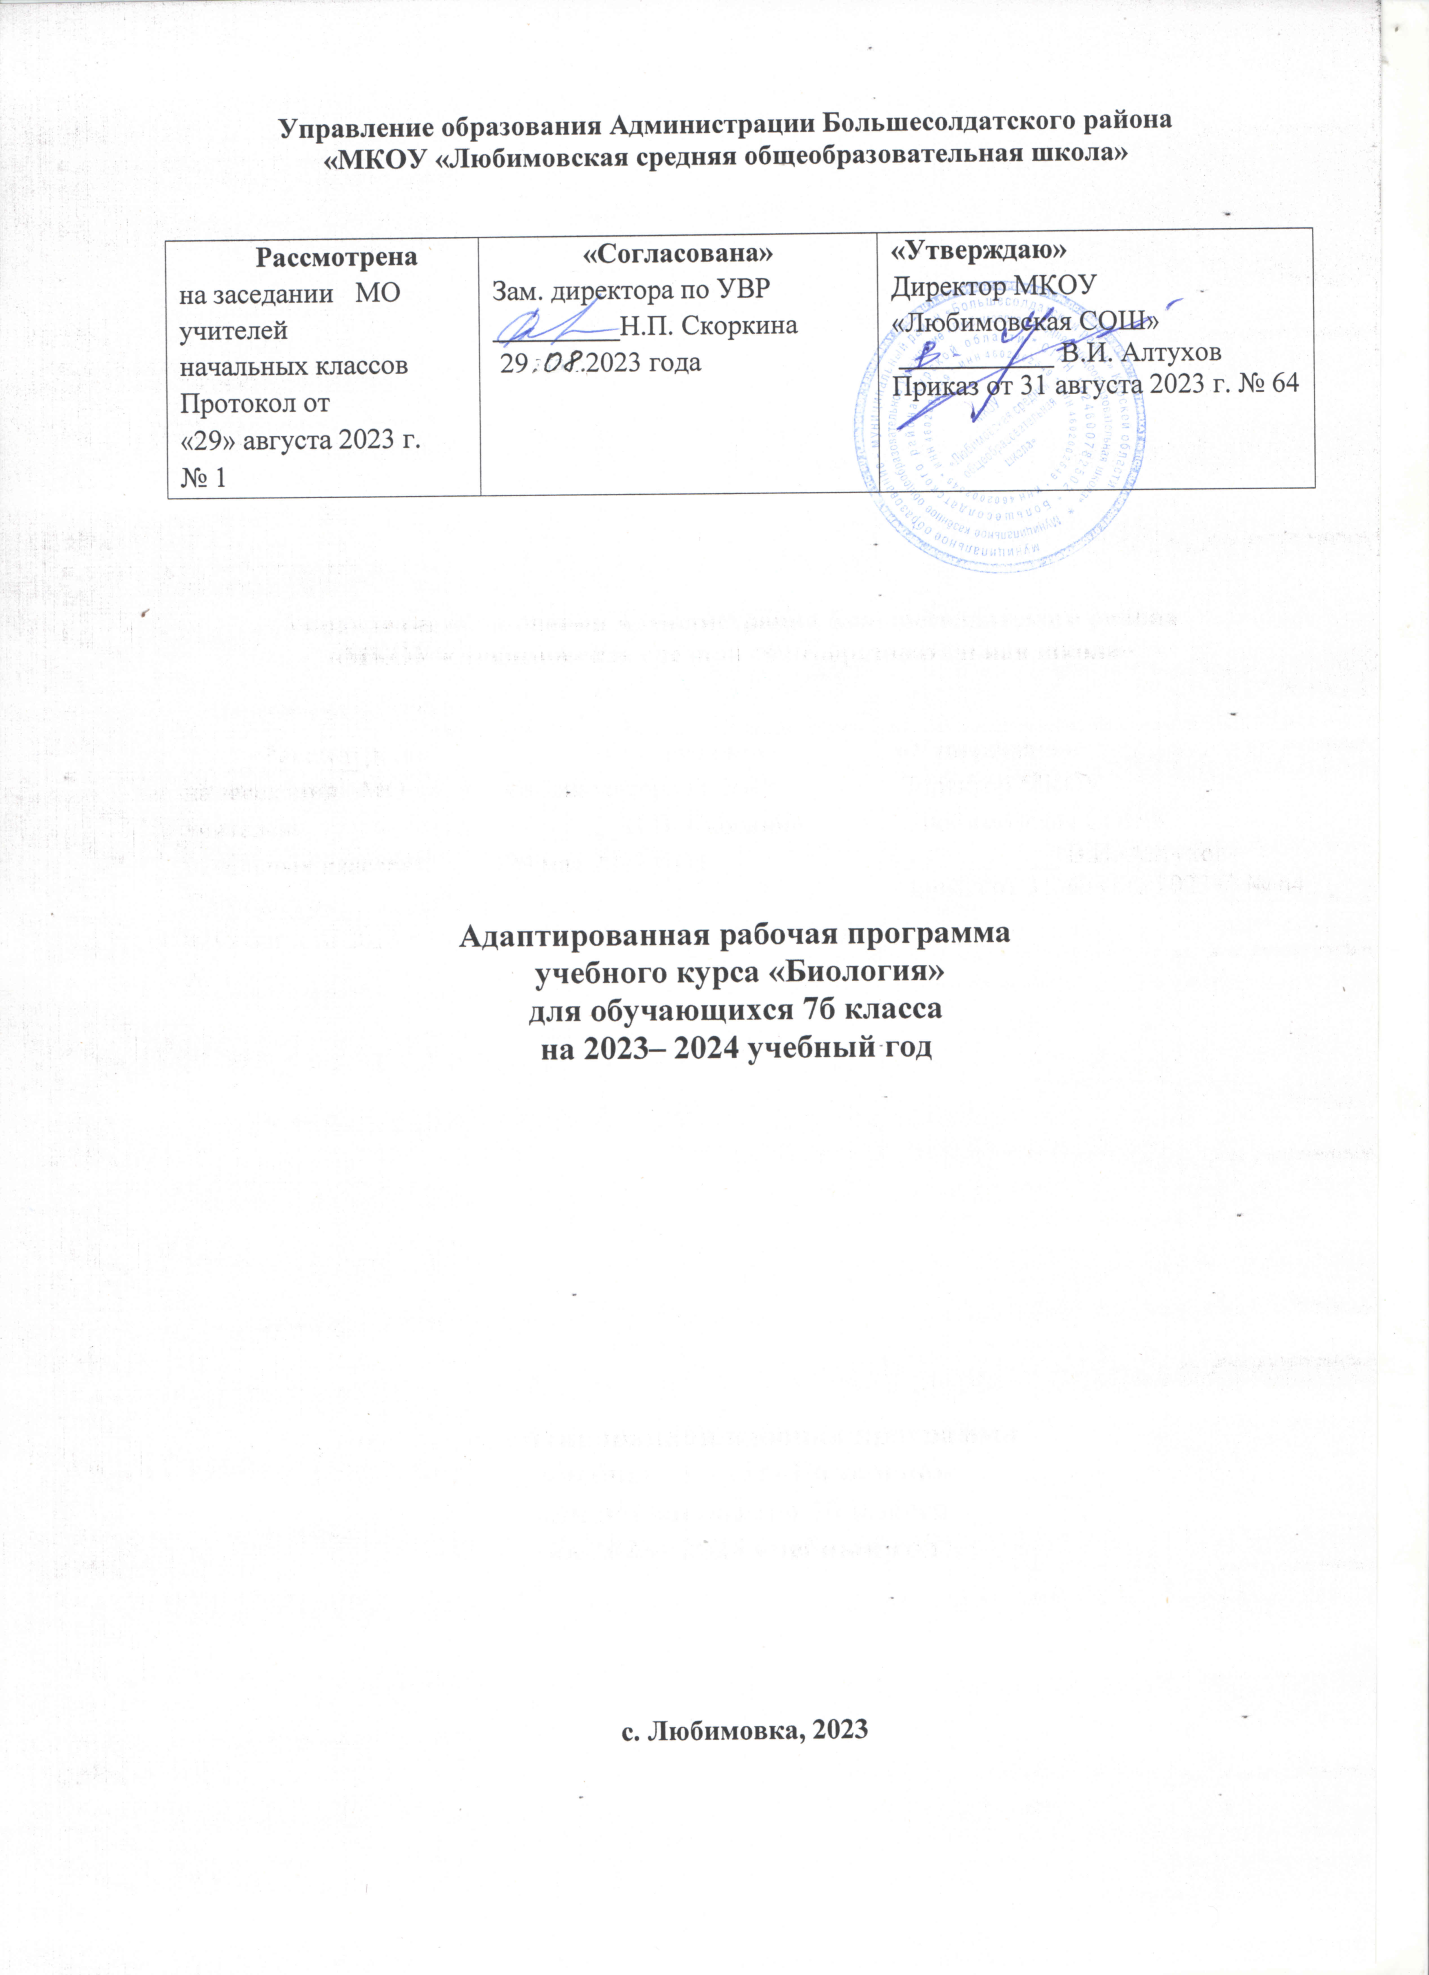 Управление образования Администрации Большесолдатского района
«МКОУ «Любимовская средняя общеобразовательная школа»
Рассмотрена
на заседании МО
учителей
начальных классов
Протокол от
«29» августа 2023 г.
№ 1
«Согласована»
Зам. директора по УВР
Н.П. Скоркина
29.08.2023 года
«Утверждаю»
Директор МКОУ
«Любимовская СОШ»
В.И. Алтухов
Приказ от 31 августа 2023 г. № 64
Адаптированная рабочая программа
учебного курса «Биология»
для обучающихся 7б класса
на 2023– 2024 учебный год
с. Любимовка, 2023